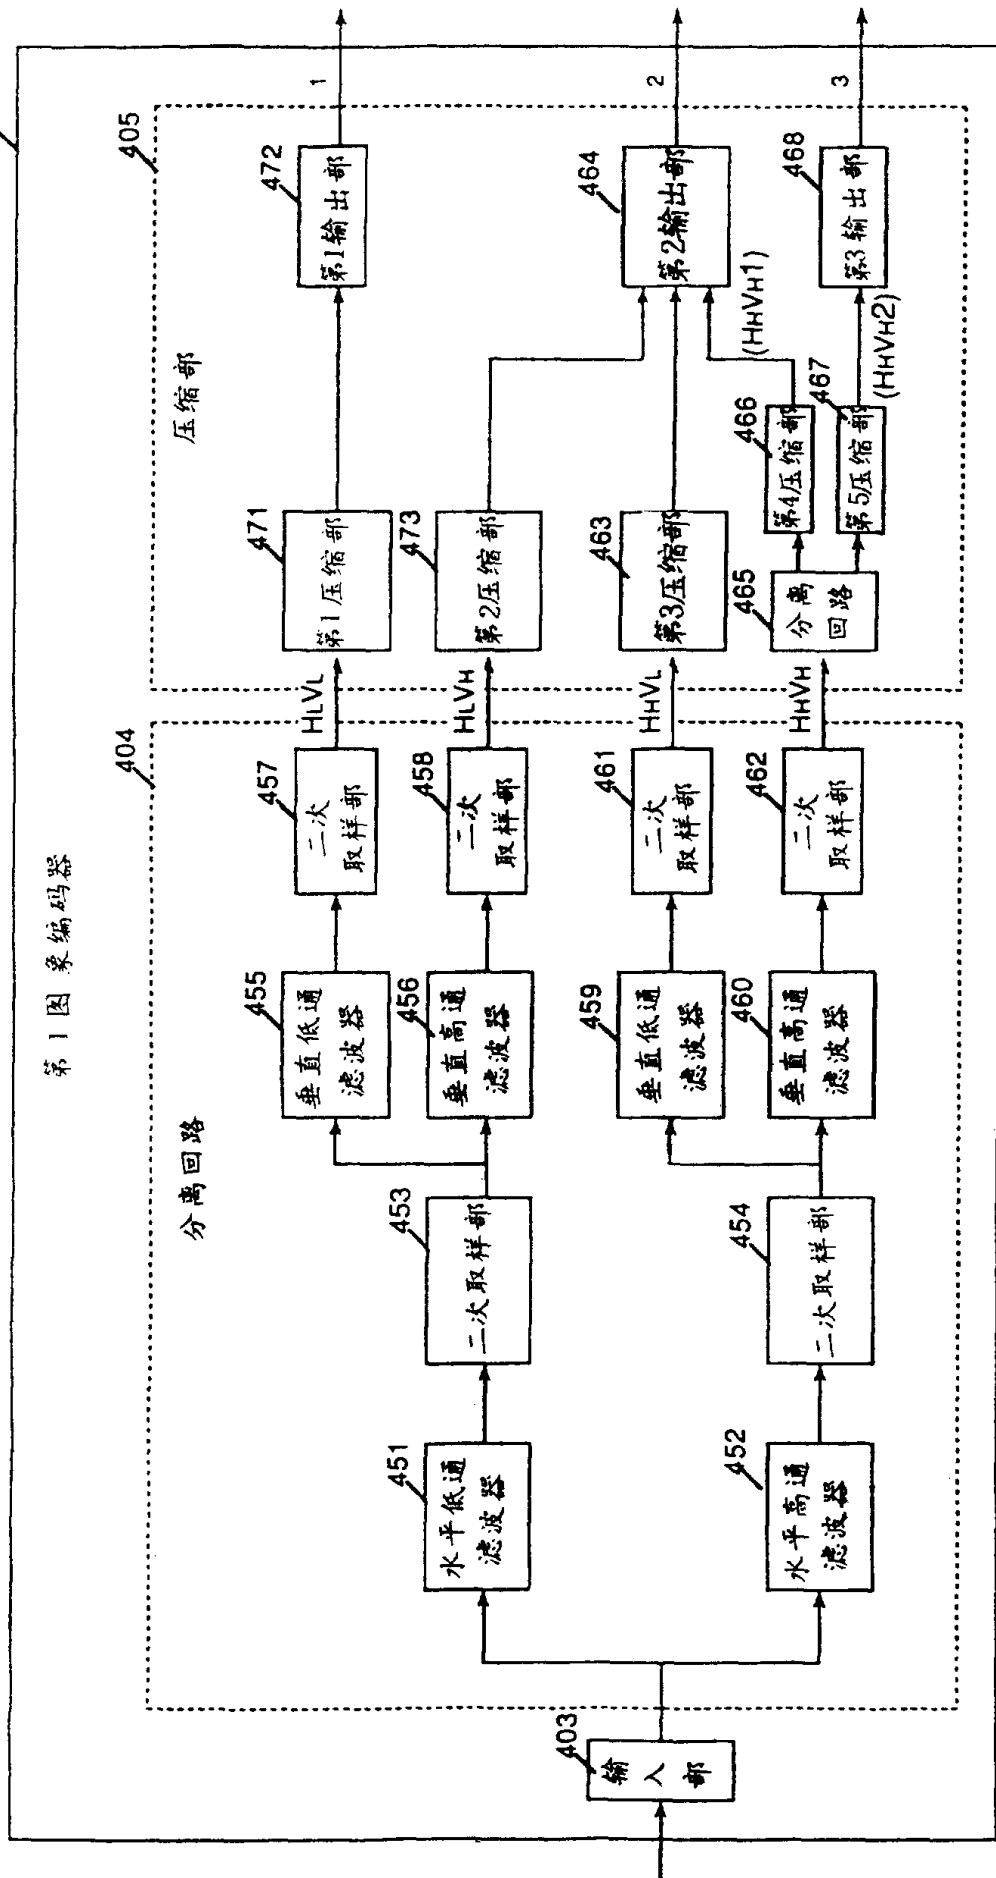 第1图象编码器
403
输入部
404
分离回路
451
水平低通
滤波器
452
水平高通
滤波器
453
二次取样部
454
二次取样部
455
垂直低通
滤波器
456
垂直高通
滤波器
459
垂直低通
滤波器
460
垂直高通
滤波器
457
二次
取样部
458
二次
取样部
461
二次
取样部
462
二次
取样部
HLVL
HLVH
HHVL
HHVH
405
压缩部
471
第1压缩部
473
第2压缩部
463
第3压缩部
465
分离
回路
466
第4压缩部
467
第5压缩部
(HHVH1)
(HHVH2)
472
第1输出部
464
第2输出部
468
第3输出部
1
2
3